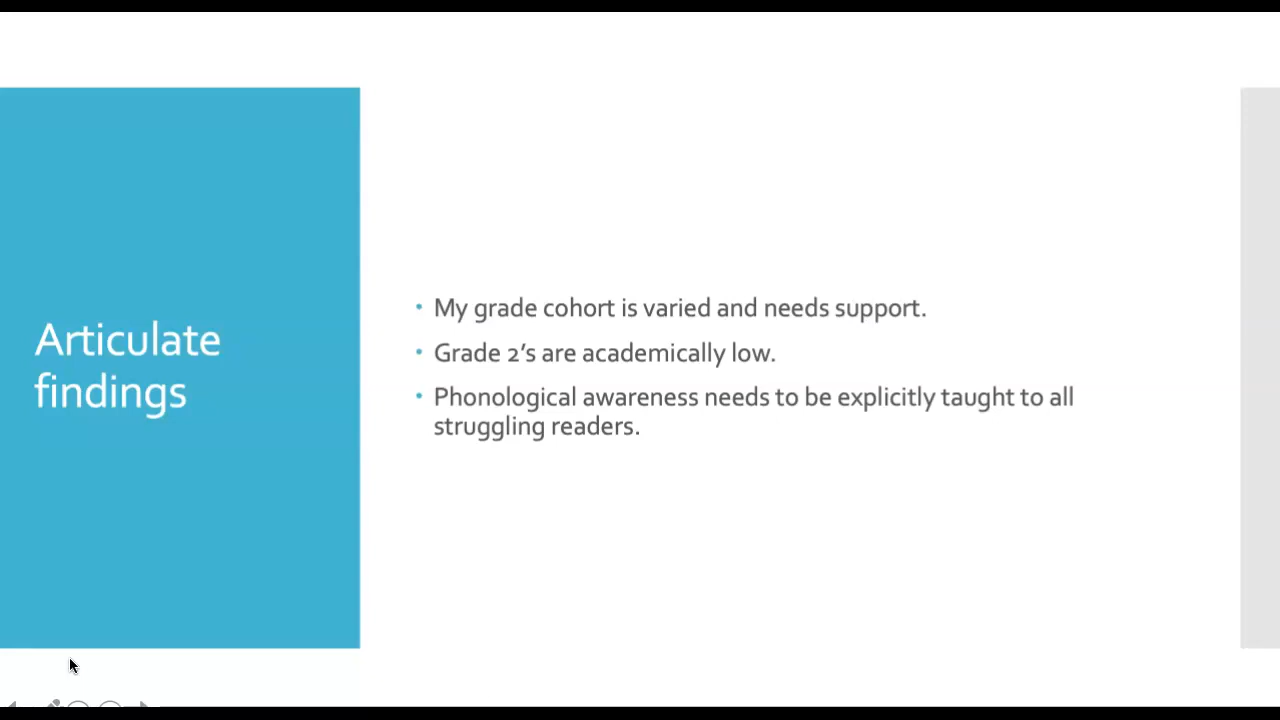 Articulate
findings
• My grade cohort is varied and needs support.
• Grade 2’s are academically low.
• Phonological awareness needs to be explicitly taught to all
struggling readers.